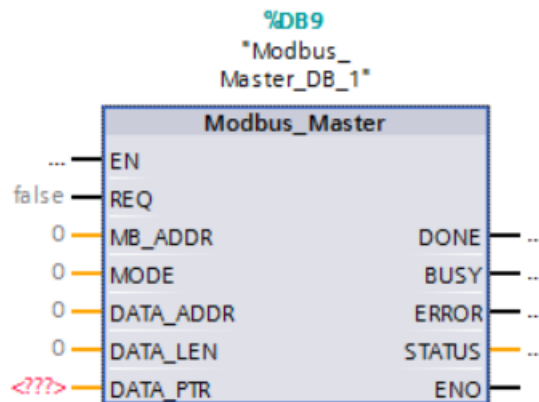 %DB9
"Modbus_
Master_DB_1"
Modbus_Master
... EN
false REQ
0 MB_ADDR DONE ...
0 MODE BUSY ...
0 DATA_ADDR ERROR ...
0 DATA_LEN STATUS ...
<???> DATA_PTR ENO